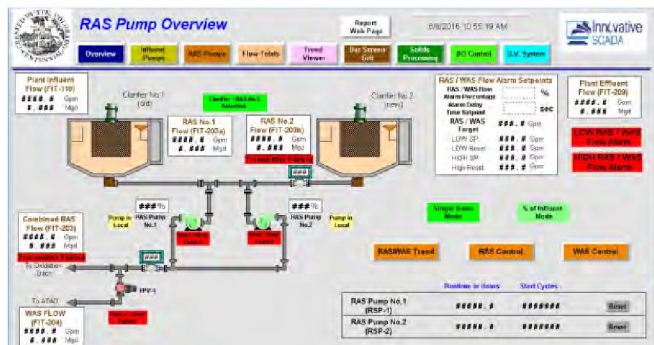 RAS Pump Overview
Report
Web Page
6/8/2016 10:55:19 AM
Innovative
SCADA
Overview
Influent
Pumps
RAS Pumps
Flow Totals
Trend
Viewer
Bar Screen
Grit
Solids
Processing
DO Control
U.V. System
Plant Influent
Flow (FIT-110)
####.# Gpm
#.### Mgd
Clarifier No.1
(old)
Clarifier / RAS No.2
Selected
Clarifier No.2
(new)
RAS No.1
Flow (FIT-203a)
####.# Gpm
#.### Mgd
RAS No.2
Flow (FIT-203b)
####.# Gpm
#.### Mgd
Transmitter Failure
###
RAS / WAS Flow Alarm Setpoints
RAS / WAS Flow
Alarm Percentage
%
Alarm Delay
Time Setpoint
sec
RAS / WAS
Target
###.# Gpm
LOW SP
###.# Gpm
LOW Reset
###.# Gpm
HIGH SP
###.# Gpm
High Reset
###.# Gpm
Plant Effluent
Flow (FIT-209)
####.# Gpm
#.### Mgd
LOW RAS / WAS
Flow Alarm
HIGH RAS / WAS
Flow Alarm
Pump in
Local
###%
RAS Pump
No.1
###%
RAS Pump
No.2
Pump in
Local
Combined RAS
Flow (FIT-203)
####.# Gpm
#.### Mgd
Transmitter Failure
To Oxidation
Ditch
###
To ATAD
WAS FLOW
(FIT-204)
###.# Gpm
#.### Mgd
% of Influent
Mode
RAS/WAS Trend
RAS Control
WAS Control
Runtime in Hours
Start Cycles
RAS Pump No.1
(RSP-1)
#####.#
#######
Reset
RAS Pump No.2
(RSP-2)
#####.#
#######
Reset